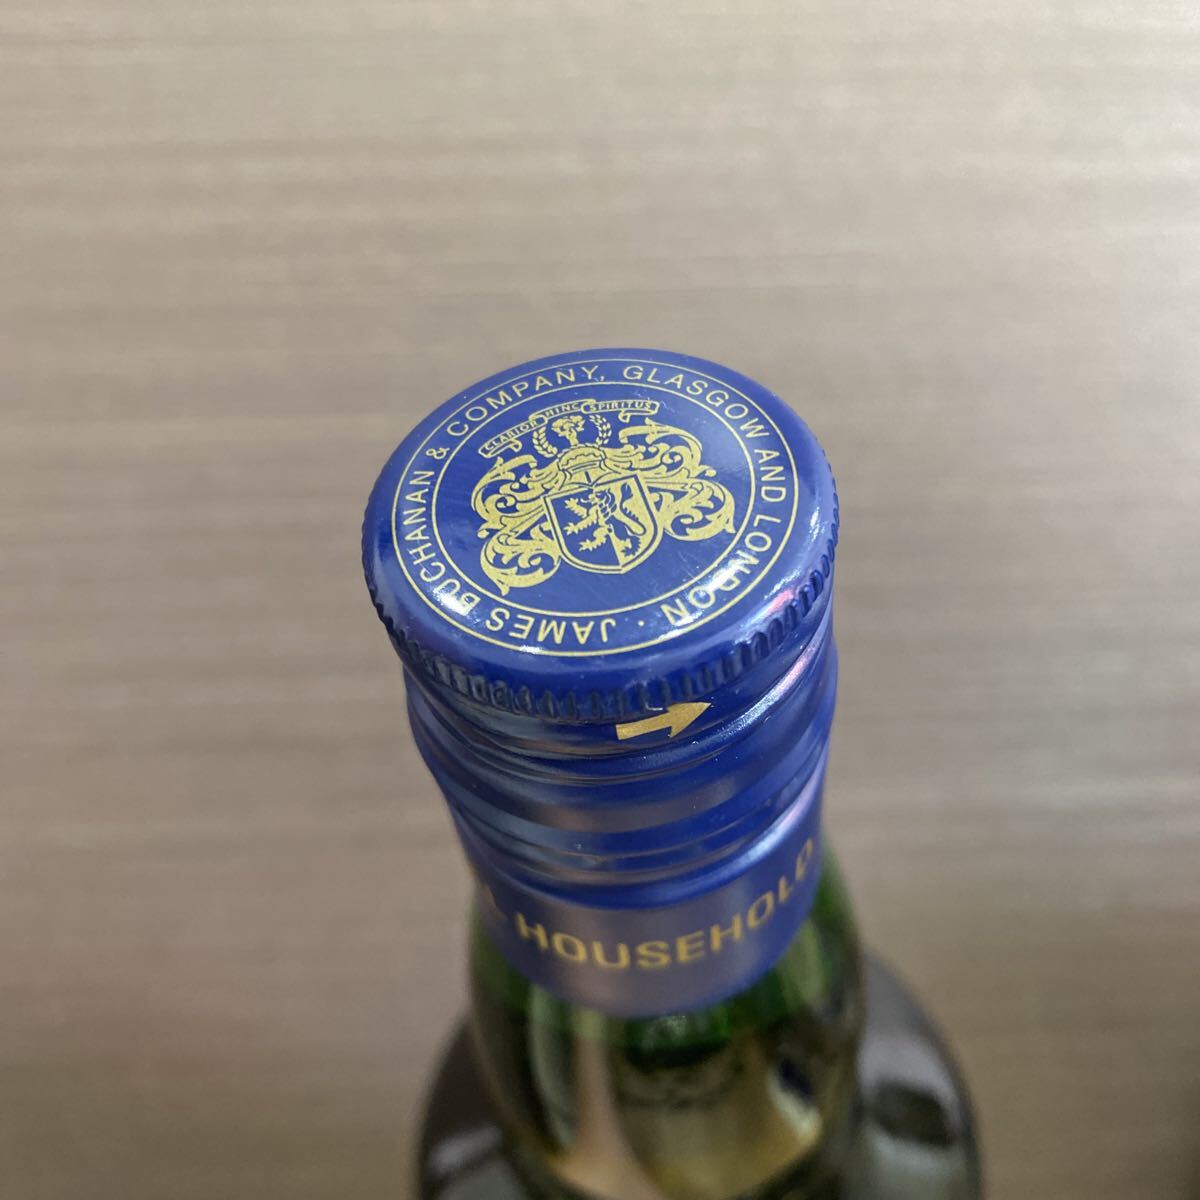 JAMES BUCHANAN & COMPANY, GLASGOW AND LONDON ·
CLARIOR HINC SPIRITUS
HOUSEHOLD